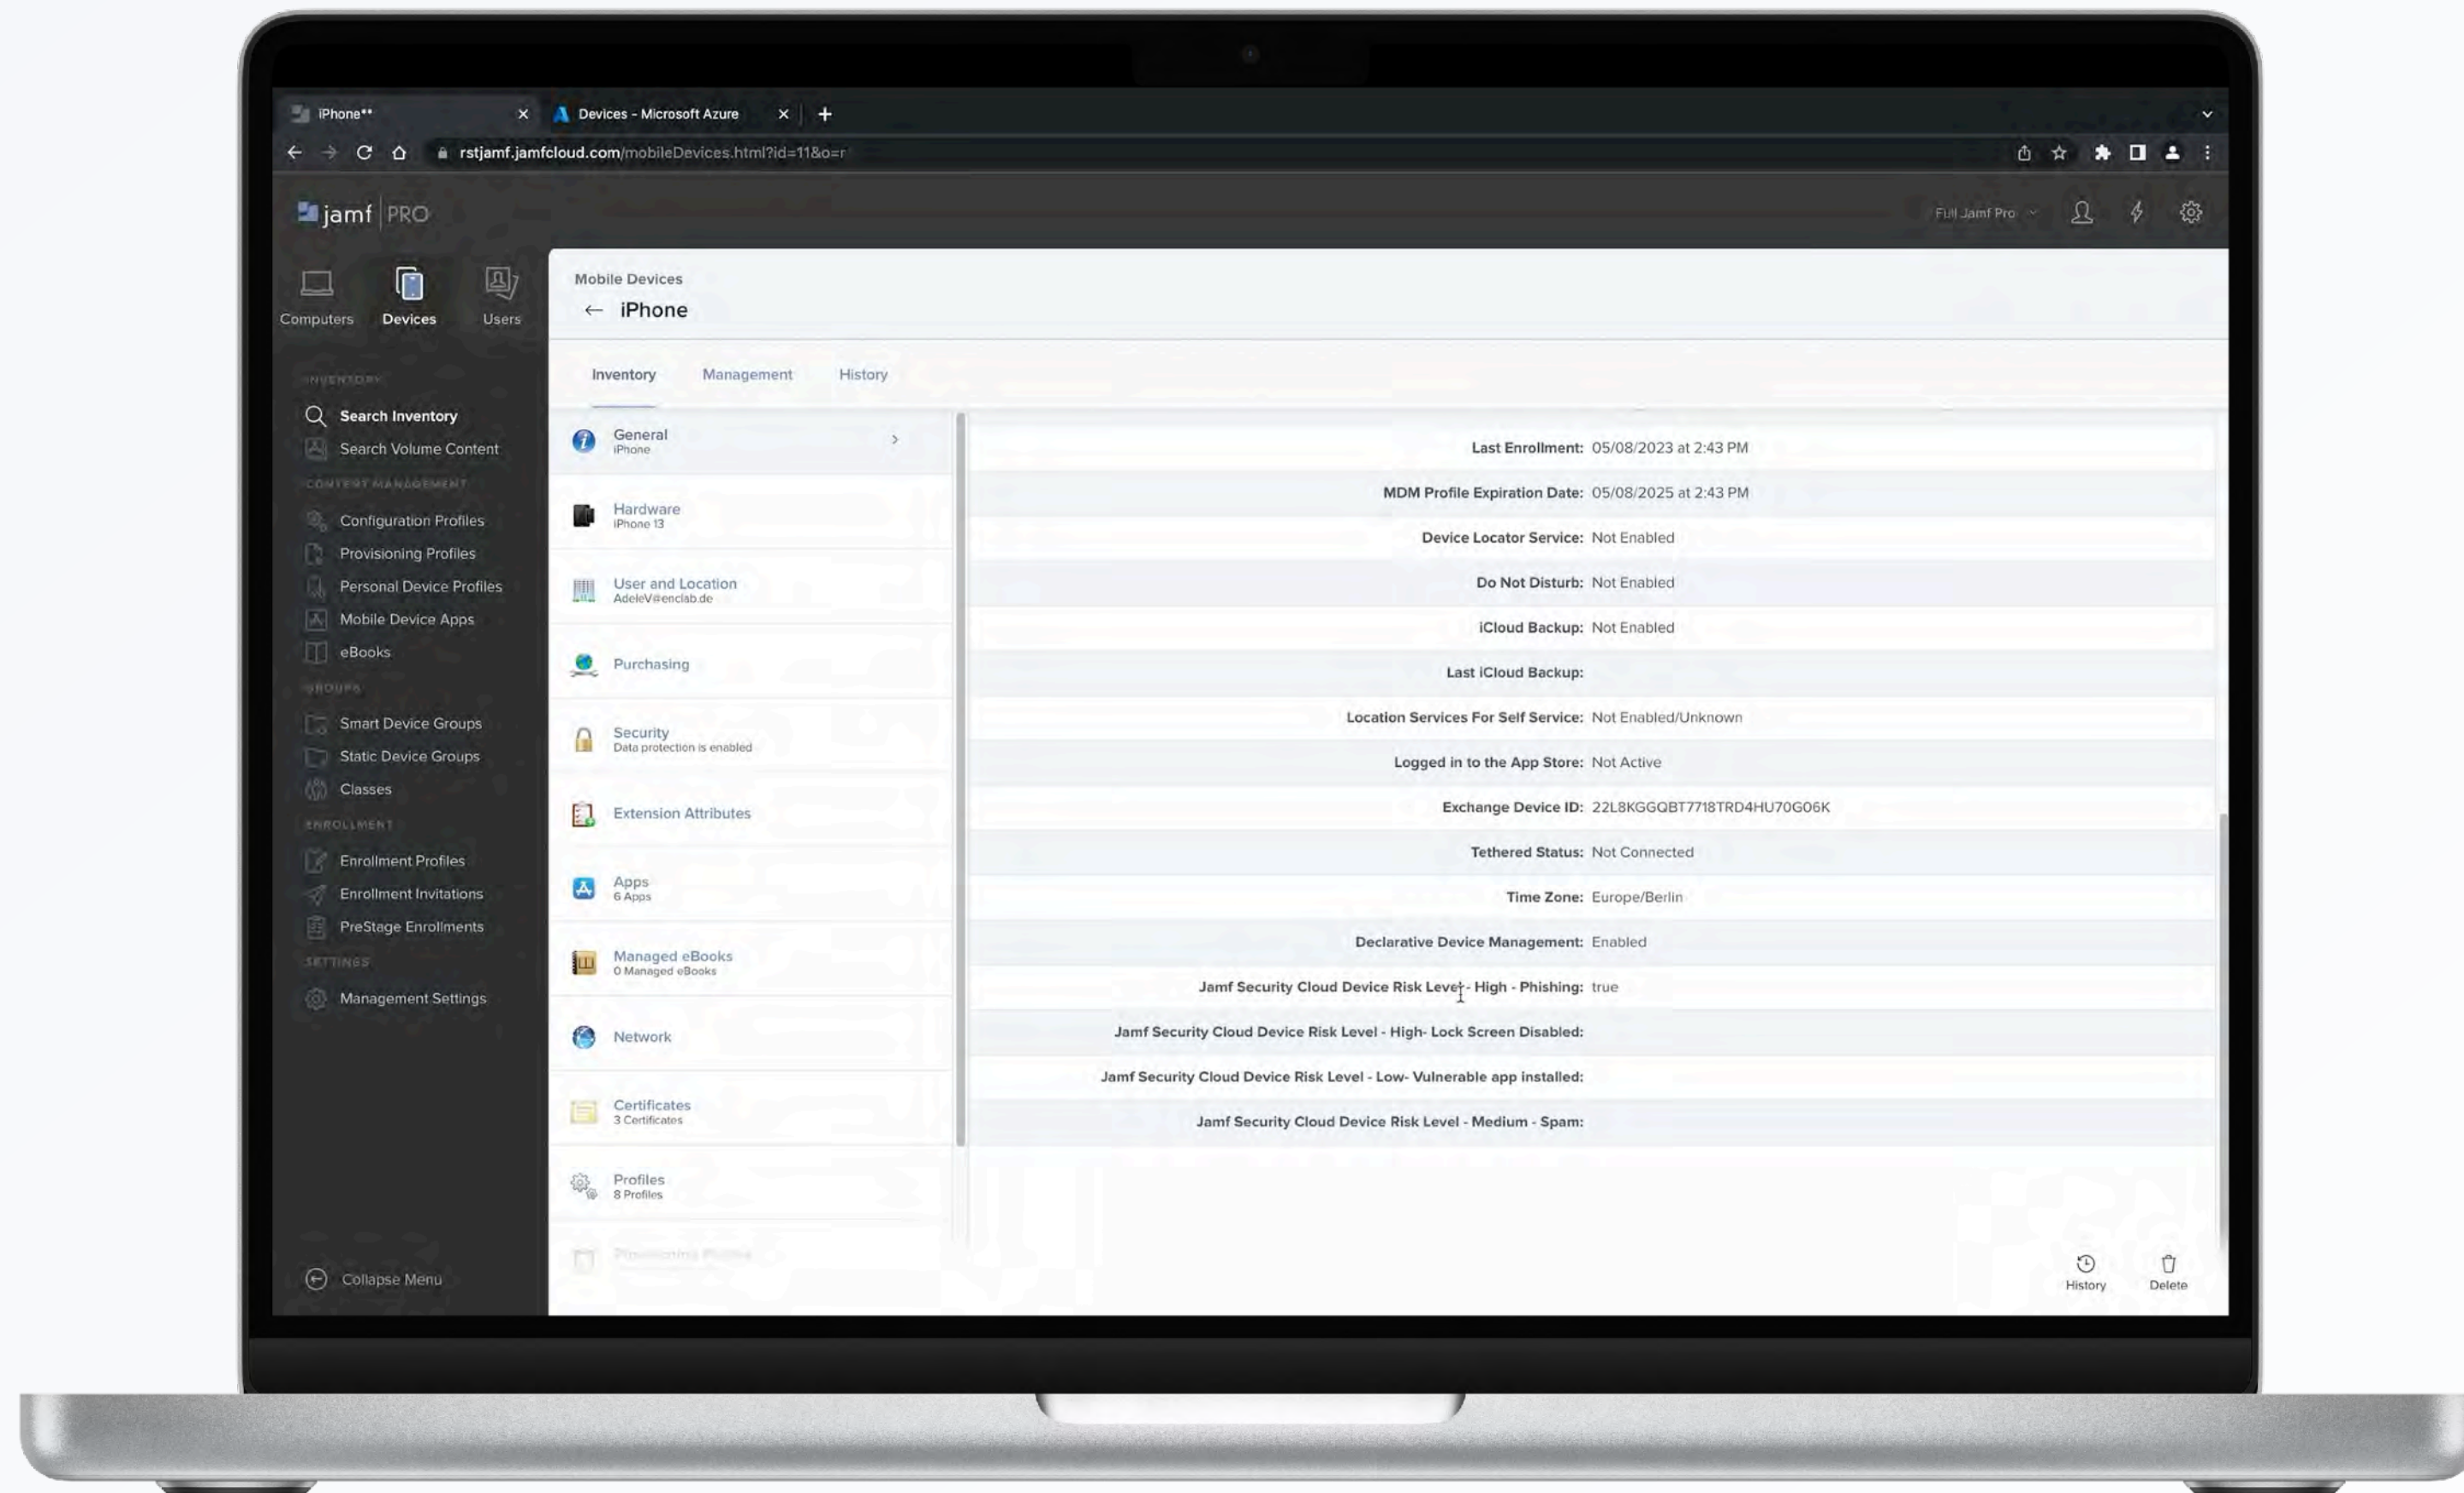 iPhone**
Devices - Microsoft Azure
rstjamf.jamfcloud.com/mobileDevices.html?id=11&o=r
jamf PRO
Full Jamf Pro
Computers
Devices
Users
INVENTORY
Search Inventory
Search Volume Content
CONTENT MANAGEMENT
Configuration Profiles
Provisioning Profiles
Personal Device Profiles
Mobile Device Apps
eBooks
GROUPS
Smart Device Groups
Static Device Groups
Classes
ENROLLMENT
Enrollment Profiles
Enrollment Invitations
PreStage Enrollments
SETTINGS
Management Settings
Collapse Menu
Mobile Devices
iPhone
Inventory Management History
General
iPhone
Hardware
iPhone 13
User and Location
AdeleV@enclab.de
Purchasing
Security
Data protection is enabled
Extension Attributes
Apps
6 Apps
Managed eBooks
0 Managed eBooks
Network
Certificates
3 Certificates
Profiles
8 Profiles
Last Enrollment: 05/08/2023 at 2:43 PM
MDM Profile Expiration Date: 05/08/2025 at 2:43 PM
Device Locator Service: Not Enabled
Do Not Disturb: Not Enabled
iCloud Backup: Not Enabled
Last iCloud Backup:
Location Services For Self Service: Not Enabled/Unknown
Logged in to the App Store: Not Active
Exchange Device ID: 22L8KGGQBT7718TRD4HU70G06K
Tethered Status: Not Connected
Time Zone: Europe/Berlin
Declarative Device Management: Enabled
Jamf Security Cloud Device Risk Level - High - Phishing: true
Jamf Security Cloud Device Risk Level - High- Lock Screen Disabled:
Jamf Security Cloud Device Risk Level - Low- Vulnerable app installed:
Jamf Security Cloud Device Risk Level - Medium - Spam:
History
Delete